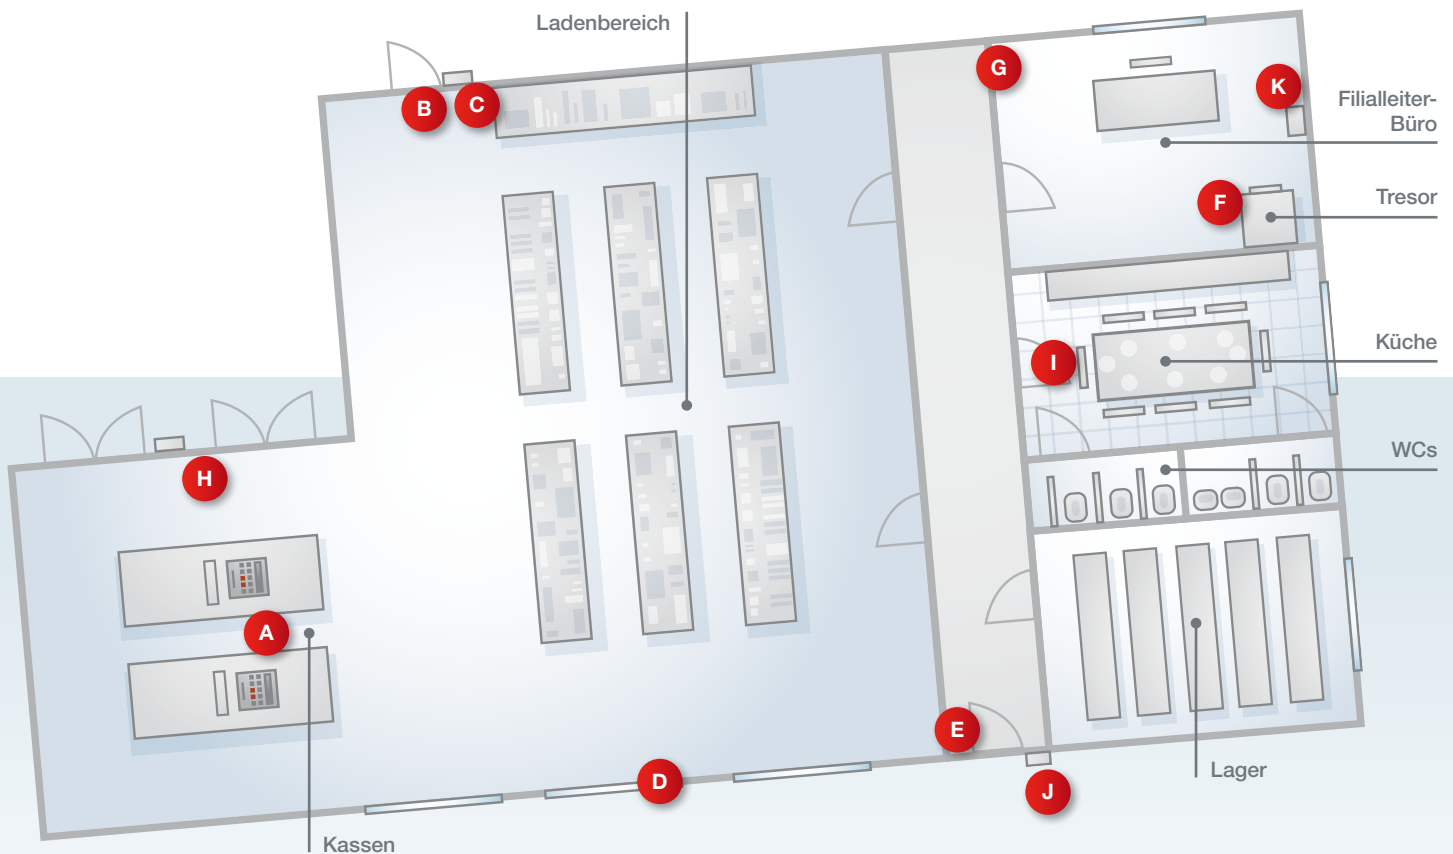 Ladenbereich
G
K
B
C
Filialleiter-
Büro
F
Tresor
I
Küche
H
WCs
A
E
D
J
Lager
Kassen